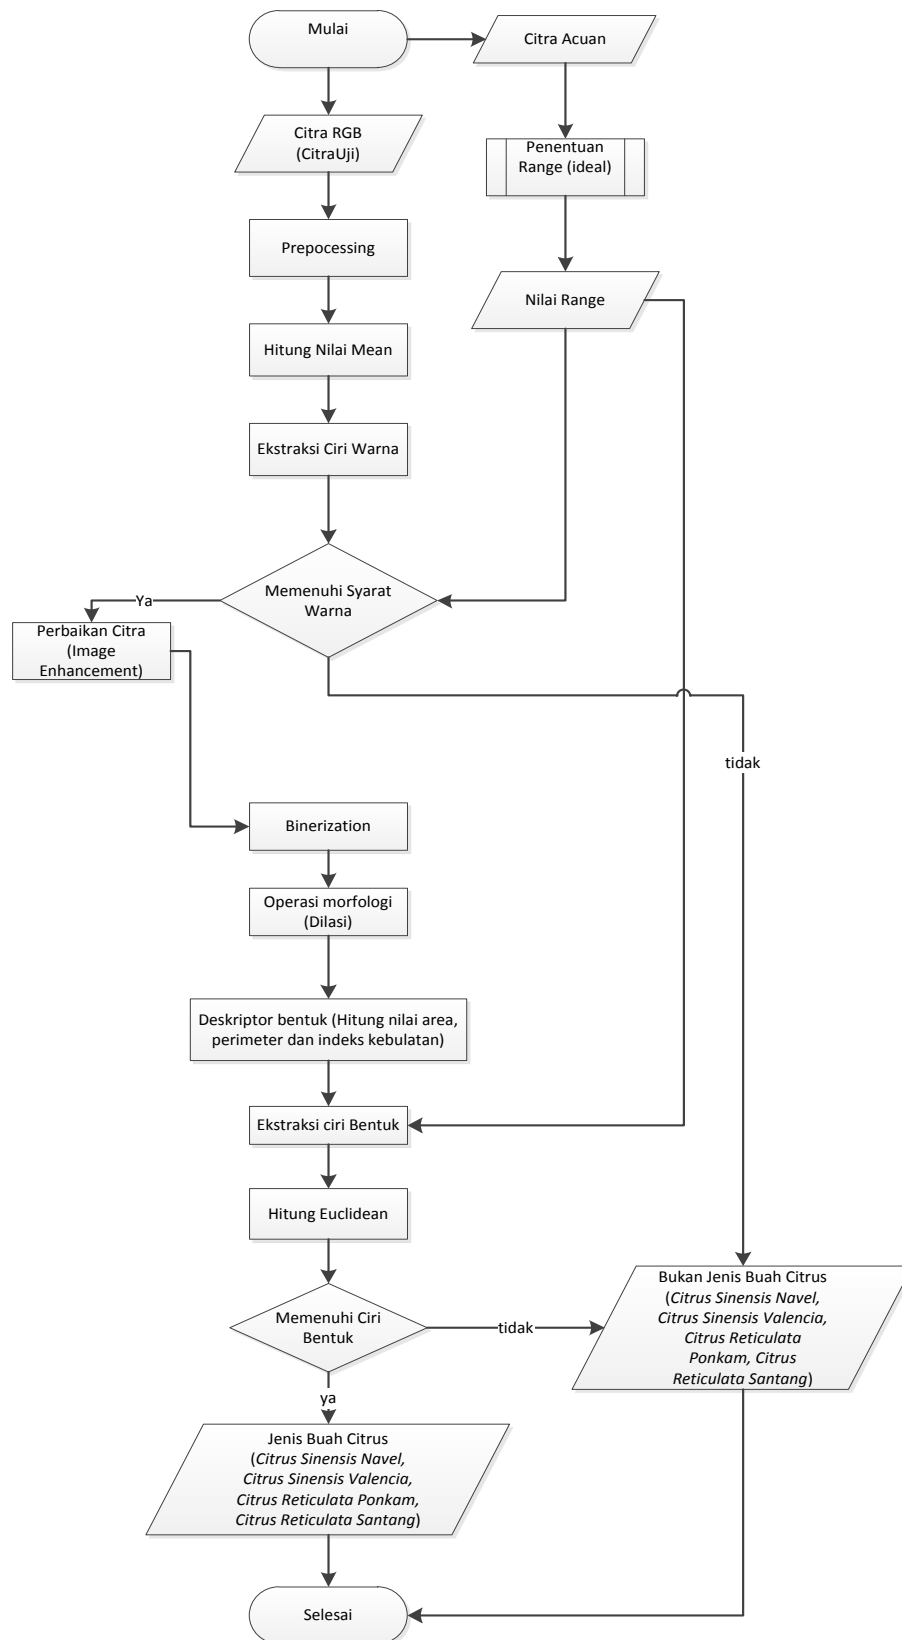 Mulai
Citra Acuan
Citra RGB
(CitraUji)
Penentuan
Range (ideal)
Prepocessing
Nilai Range
Hitung Nilai Mean
Ekstraksi Ciri Warna
Memenuhi Syarat
Warna
Ya
Perbaikan Citra
(Image
Enhancement)
tidak
Binerization
Operasi morfologi
(Dilasi)
Deskriptor bentuk (Hitung nilai area,
perimeter dan indeks kebulatan)
Ekstraksi ciri Bentuk
Hitung Euclidean
Memenuhi Ciri
Bentuk
tidak
Bukan Jenis Buah Citrus
(Citrus Sinensis Navel,
Citrus Sinensis Valencia,
Citrus Reticulata
Ponkam, Citrus
Reticulata Santang)
ya
Jenis Buah Citrus
(Citrus Sinensis Navel,
Citrus Sinensis Valencia,
Citrus Reticulata Ponkam,
Citrus Reticulata Santang)
Selesai